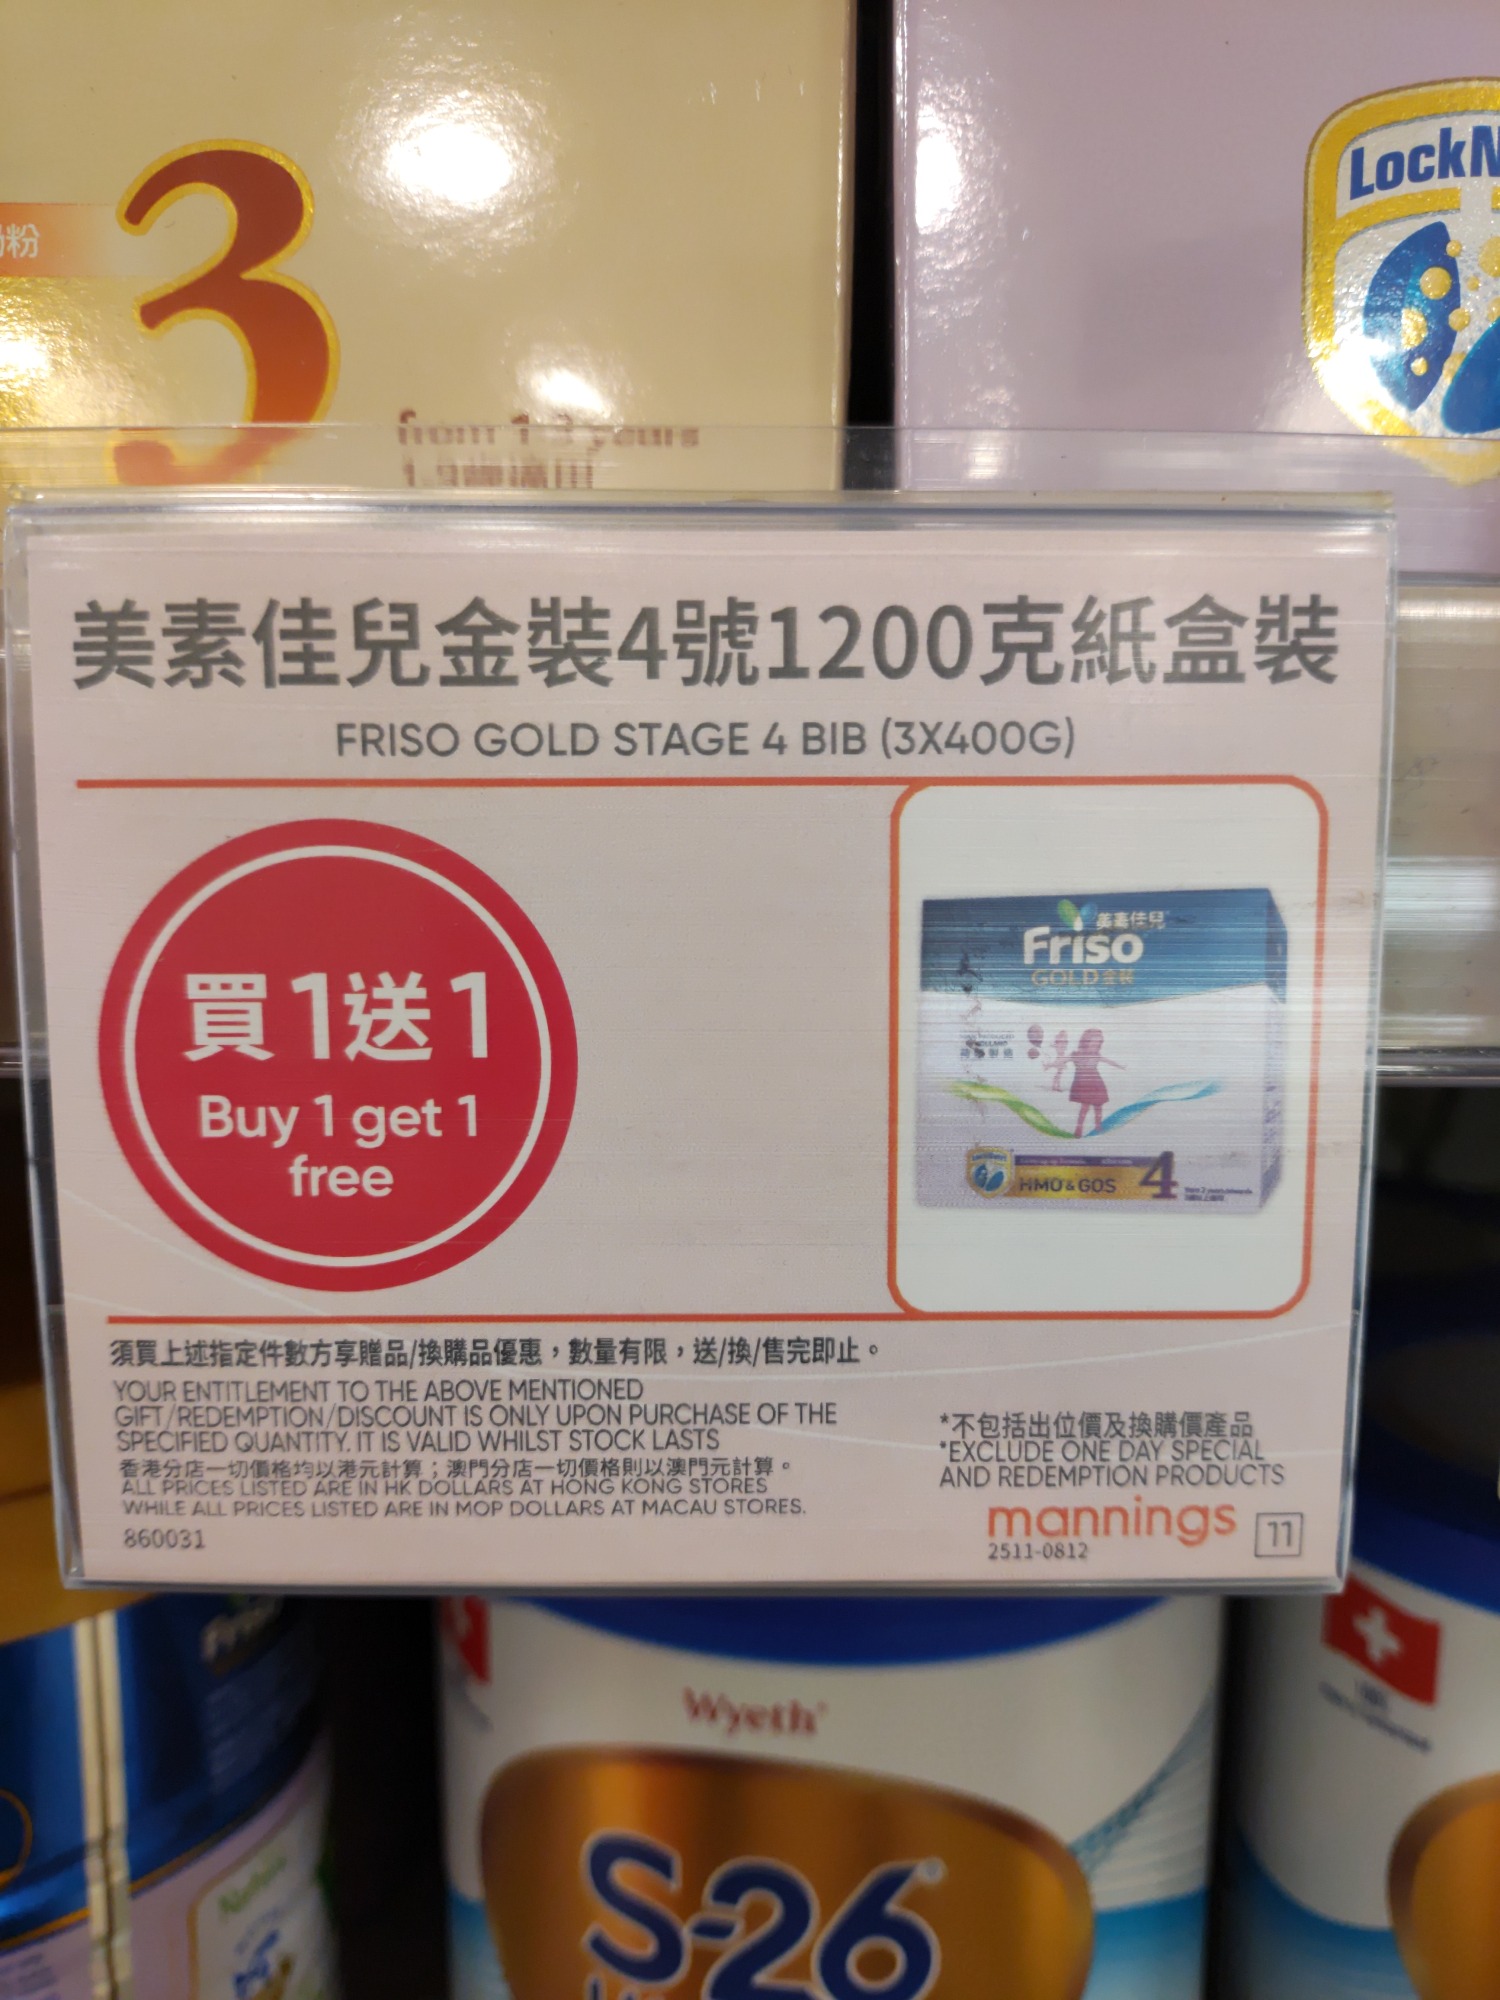 粉
3
from 1-3 years
LockN
美素佳兒金裝4號1200克紙盒裝
FRISO GOLD STAGE 4 BIB (3X400G)
買1送1
Buy 1 get 1
free
美素佳兒
Friso
GOLD金裝
HMO & GOS 4
須買上述指定件數方享贈品/換購品優惠，數量有限，送/換/售完即止。
YOUR ENTITLEMENT TO THE ABOVE MENTIONED
GIFT/REDEMPTION/DISCOUNT IS ONLY UPON PURCHASE OF THE
SPECIFIED QUANTITY. IT IS VALID WHILST STOCK LASTS
香港分店一切價格均以港元計算；澳門分店一切價格則以澳門元計算。
ALL PRICES LISTED ARE IN HK DOLLARS AT HONG KONG STORES
WHILE ALL PRICES LISTED ARE IN MOP DOLLARS AT MACAU STORES.
860031
*不包括出位價及換購價產品
*EXCLUDE ONE DAY SPECIAL
AND REDEMPTION PRODUCTS
mannings
2511-0812
11
Wyeth
S-26